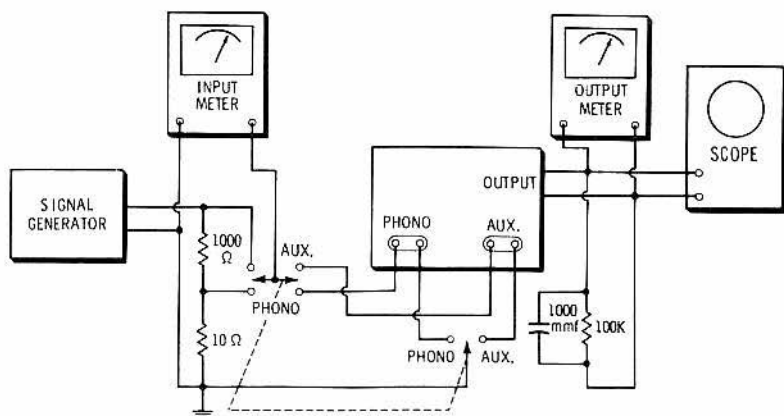 INPUT
METER
OUTPUT
METER
SCOPE
SIGNAL
GENERATOR
OUTPUT
PHONO
AUX.
1000
Ω
AUX.
PHONO
10 Ω
PHONO
AUX.
1000
mmf
100K